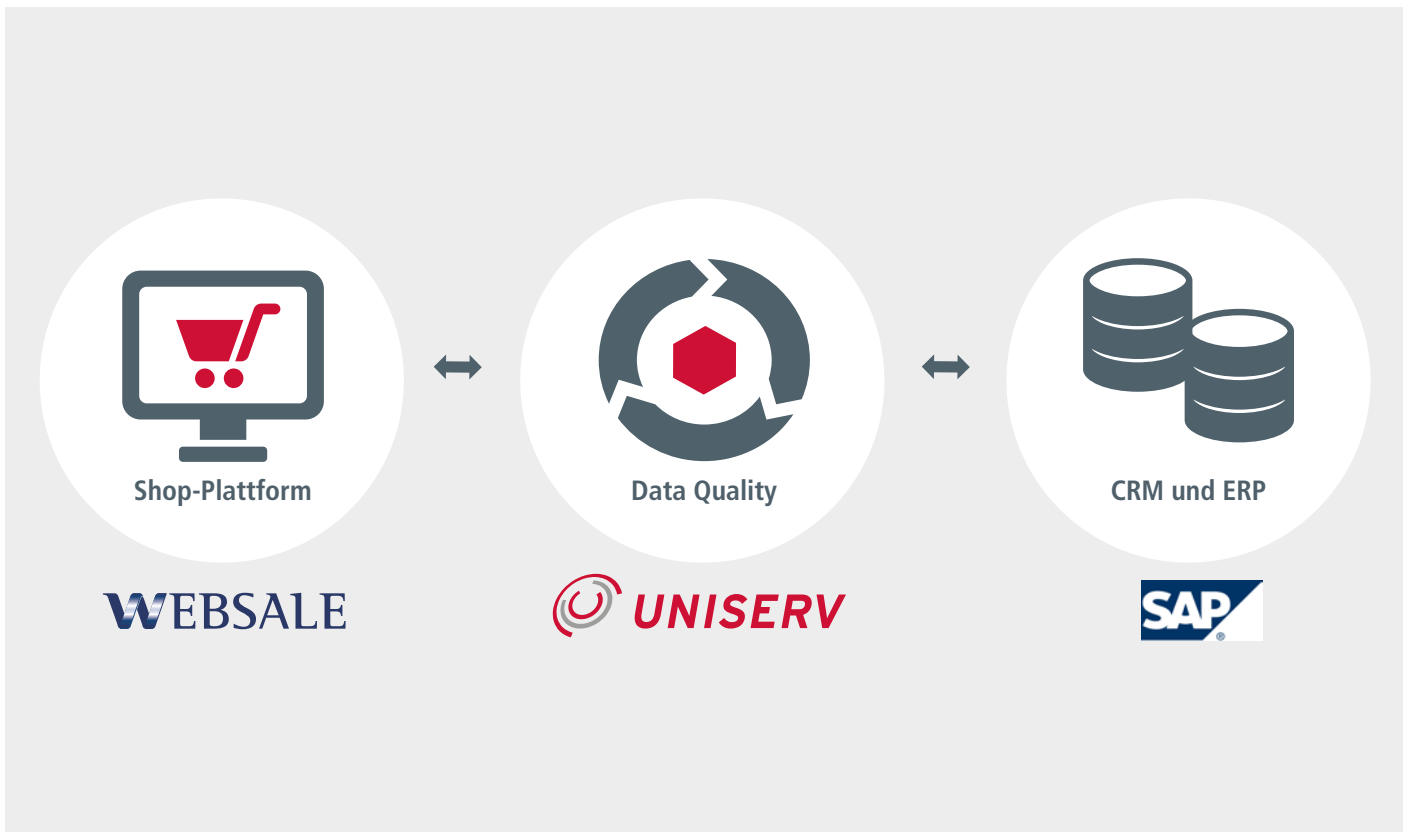 Shop-Plattform
Data Quality
CRM und ERP
WEBSALE
UNISERV
SAP®